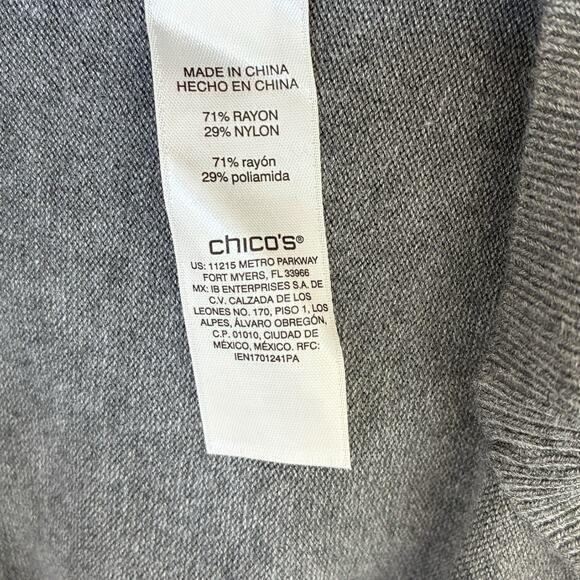 MADE IN CHINA
HECHO EN CHINA
71% RAYON
29% NYLON
71% rayón
29% poliamida
chico's®
US: 11215 METRO PARKWAY
FORT MYERS, FL 33966
MX: IB ENTERPRISES S.A. DE
C.V. CALZADA DE LOS
LEONES NO. 170, PISO 1, LOS
ALPES, ÁLVARO OBREGÓN,
C.P. 01010, CIUDAD DE
MÉXICO, MÉXICO. RFC:
IEN1701241PA